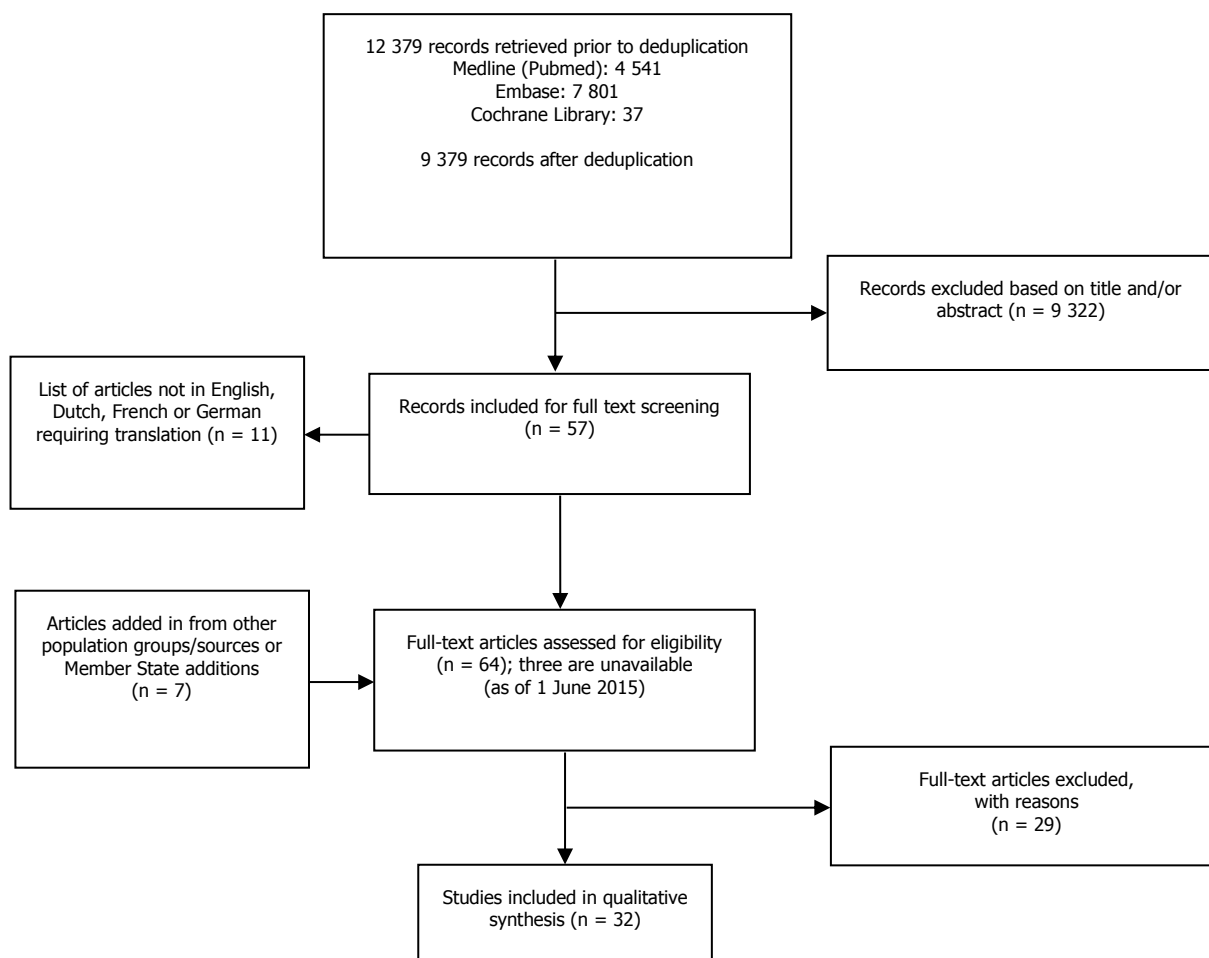 12 379 records retrieved prior to deduplication
Medline (Pubmed): 4 541
Embase: 7 801
Cochrane Library: 37
9 379 records after deduplication
Records excluded based on title and/or
abstract (n = 9 322)
List of articles not in English,
Dutch, French or German
requiring translation (n = 11)
Records included for full text screening
(n = 57)
Articles added in from other
population groups/sources or
Member State additions
(n = 7)
Full-text articles assessed for eligibility
(n = 64); three are unavailable
(as of 1 June 2015)
Full-text articles excluded,
with reasons
(n = 29)
Studies included in qualitative
synthesis (n = 32)